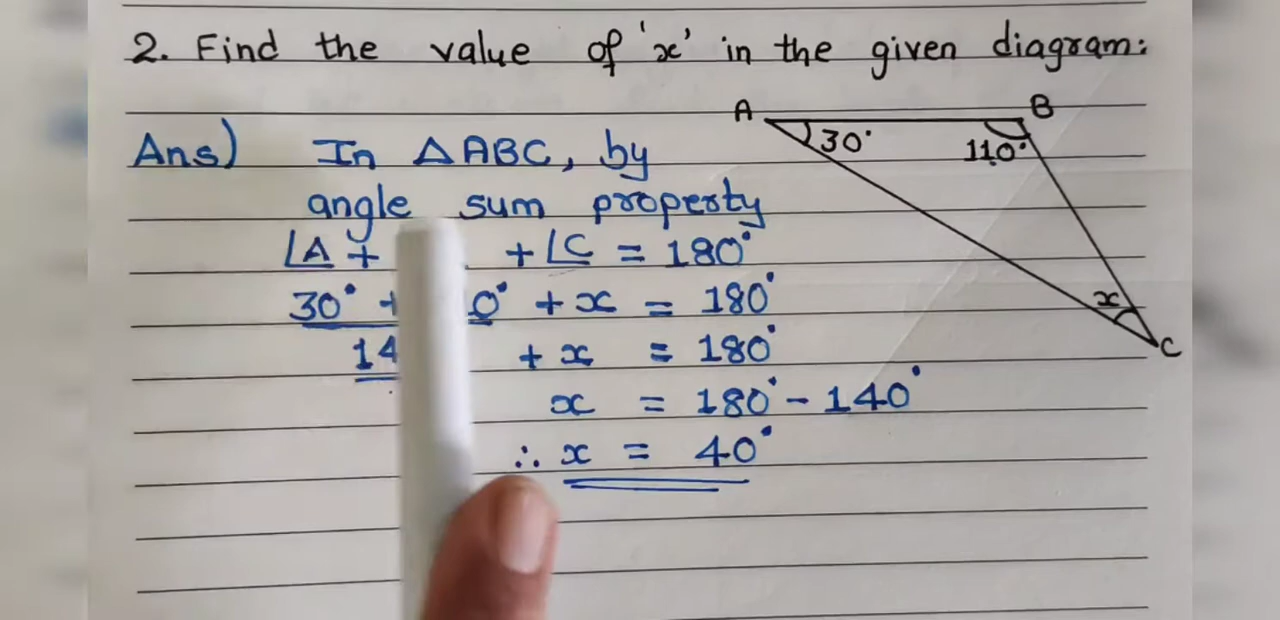 2. Find the value of 'x' in the given diagram:
A B
30° 110°
x
C
Ans) In △ABC, by
angle sum property
∠A + + ∠C = 180°
30° + 0° + x = 180°
14 + x = 180°
x = 180° - 140°
∴ x = 40°